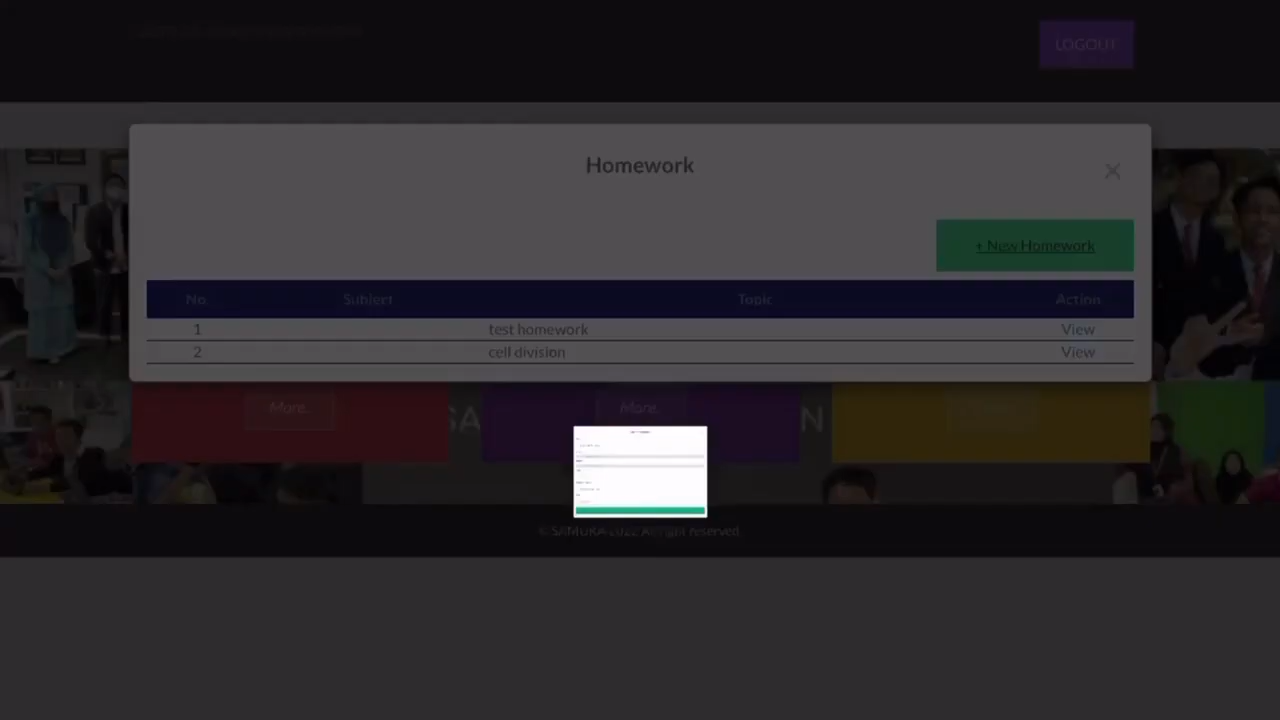 LOGOUT
Homework
+ New Homework
No. Subject Topic Action
1 test homework View
2 cell division View
More.
SA
More.
N
© SAMURA 2022 All right reserved